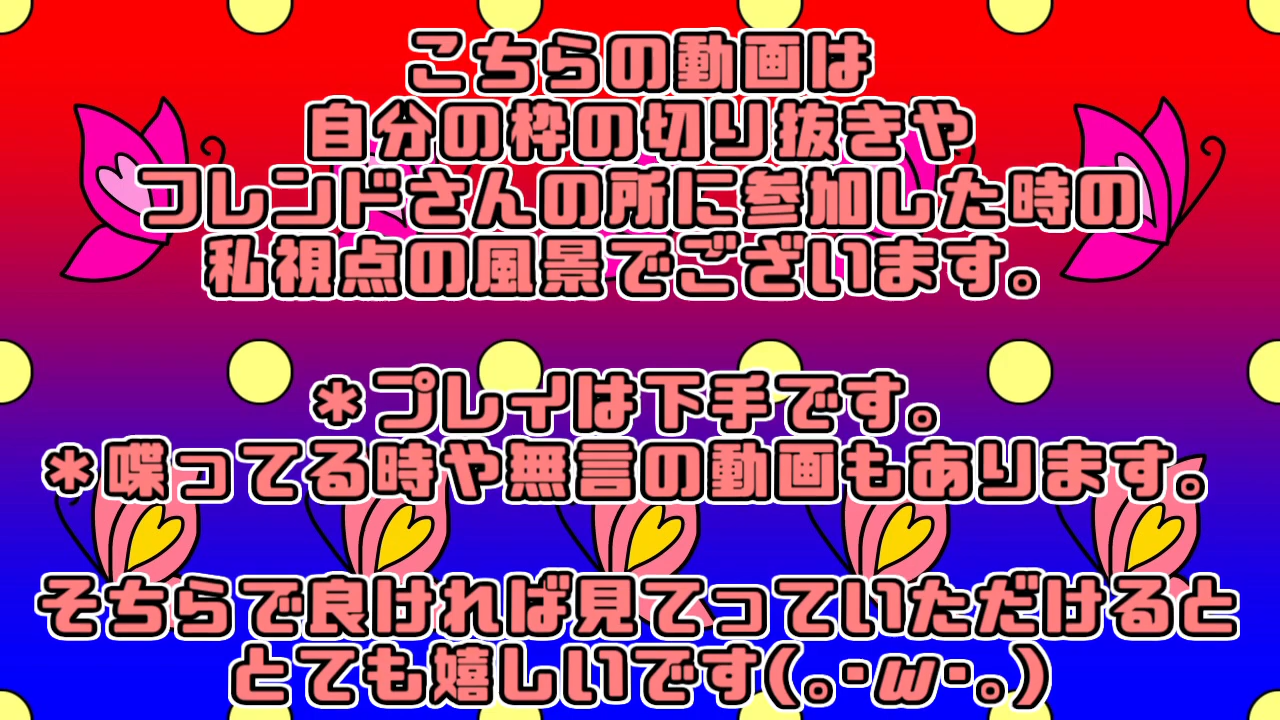 こちらの動画は
自分の枠の切り抜きや
フレンドさんの所に参加した時の
私視点の風景でございます。
*プレイは下手です。
*喋ってる時や無言の動画もあります。
そちらで良ければ見てっていただけると
とても嬉しいです(｡･ω･｡)